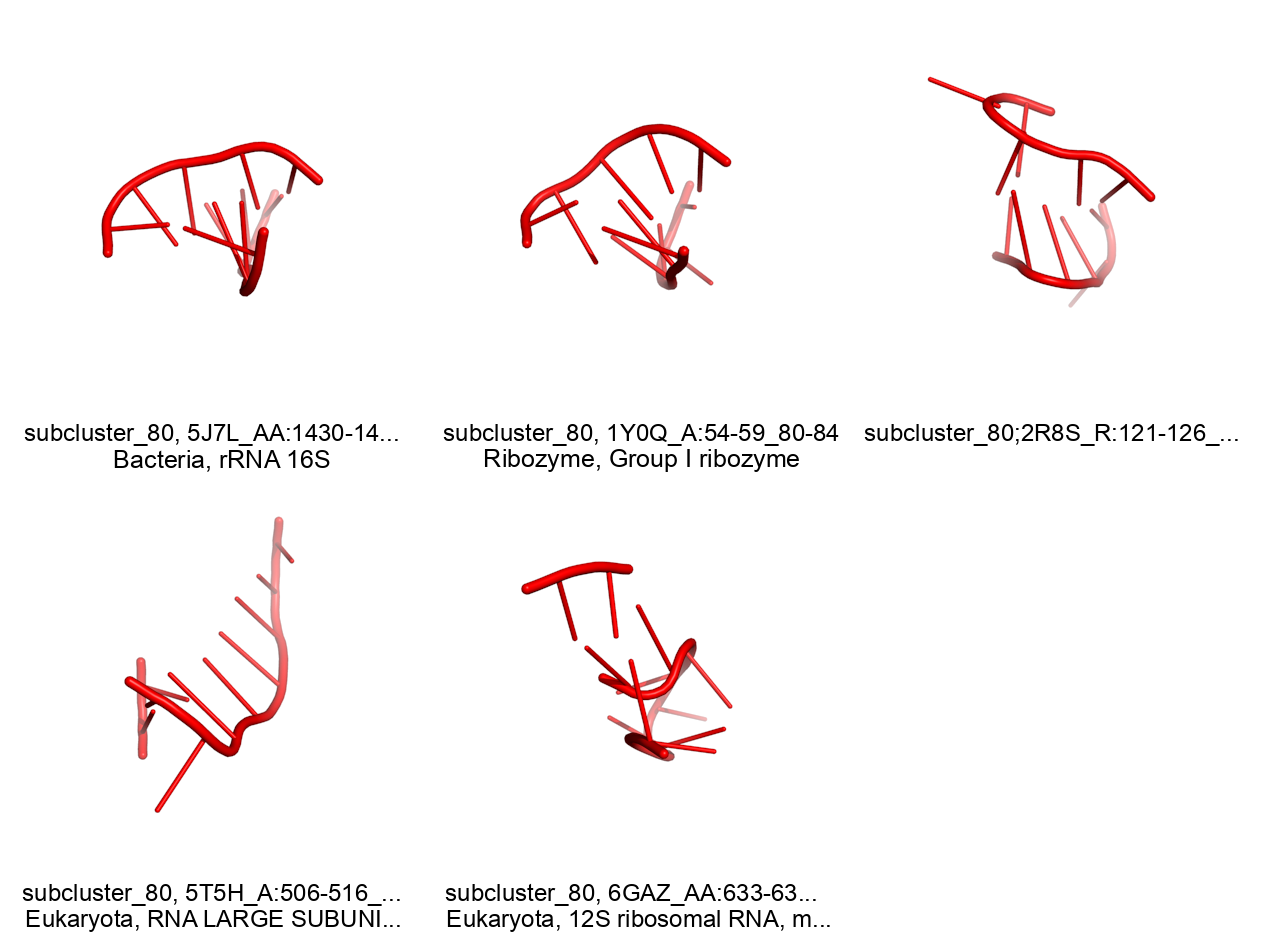 subcluster_80, 5J7L_AA:1430-14...
Bacteria, rRNA 16S
subcluster_80, 1Y0Q_A:54-59_80-84
Ribozyme, Group I ribozyme
subcluster_80;2R8S_R:121-126_...
subcluster_80, 5T5H_A:506-516_...
Eukaryota, RNA LARGE SUBUNI...
subcluster_80, 6GAZ_AA:633-63...
Eukaryota, 12S ribosomal RNA, m...